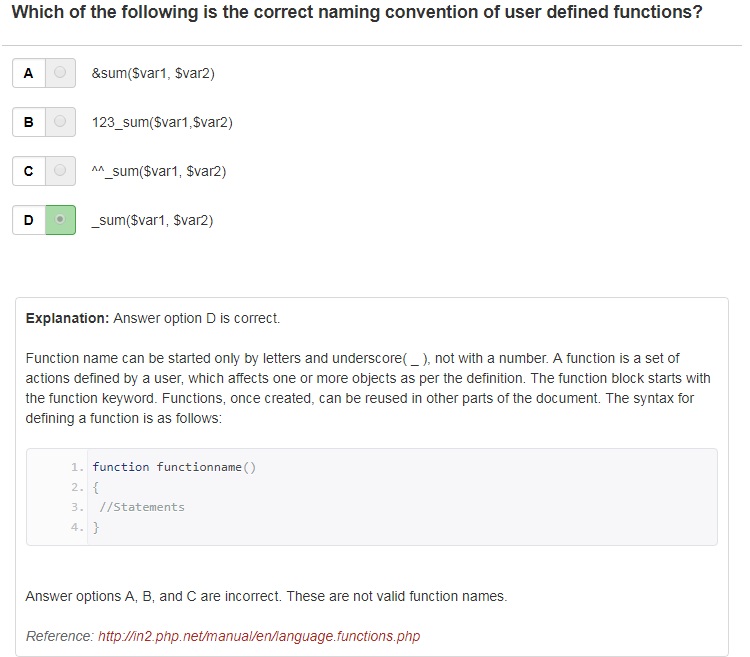 Which of the following is the correct naming convention of user defined functions?
A &sum($var1, $var2)
B 123_sum($var1,$var2)
C ^^_sum($var1, $var2)
D _sum($var1, $var2)
Explanation: Answer option D is correct.
Function name can be started only by letters and underscore( _ ), not with a number. A function is a set of
actions defined by a user, which affects one or more objects as per the definition. The function block starts with
the function keyword. Functions, once created, can be reused in other parts of the document. The syntax for
defining a function is as follows:
1. function functionname()
2. {
3. //Statements
4. }
Answer options A, B, and C are incorrect. These are not valid function names.
Reference: http://in2.php.net/manual/en/language.functions.php